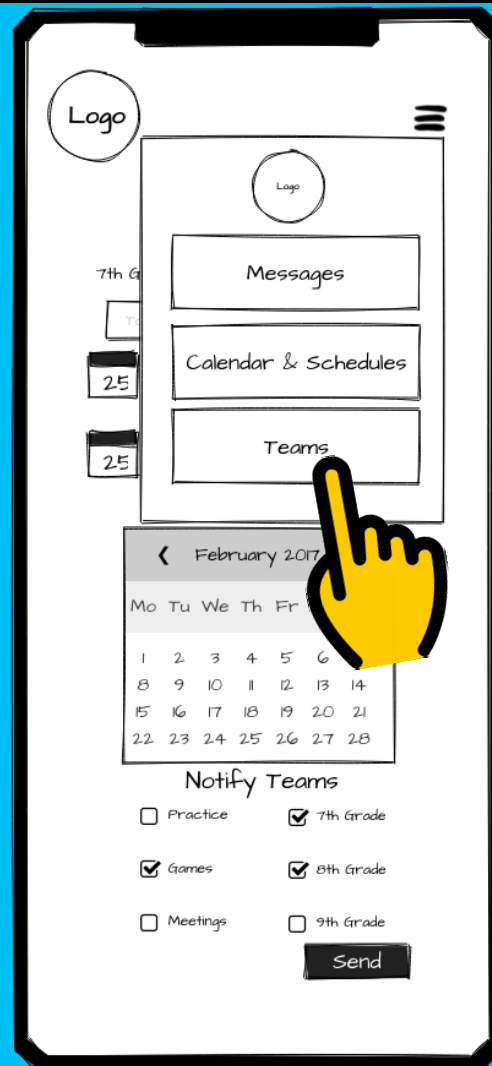 Logo
Logo
Messages
7th G
To
Calendar & Schedules
25
Teams
25
February 2017
Mo Tu We Th Fr
1 2 3 4 5 6
8 9 10 11 12 13 14
15 16 17 18 19 20 21
22 23 24 25 26 27 28
Notify Teams
Practice 7th Grade
Games 8th Grade
Meetings 9th Grade
Send